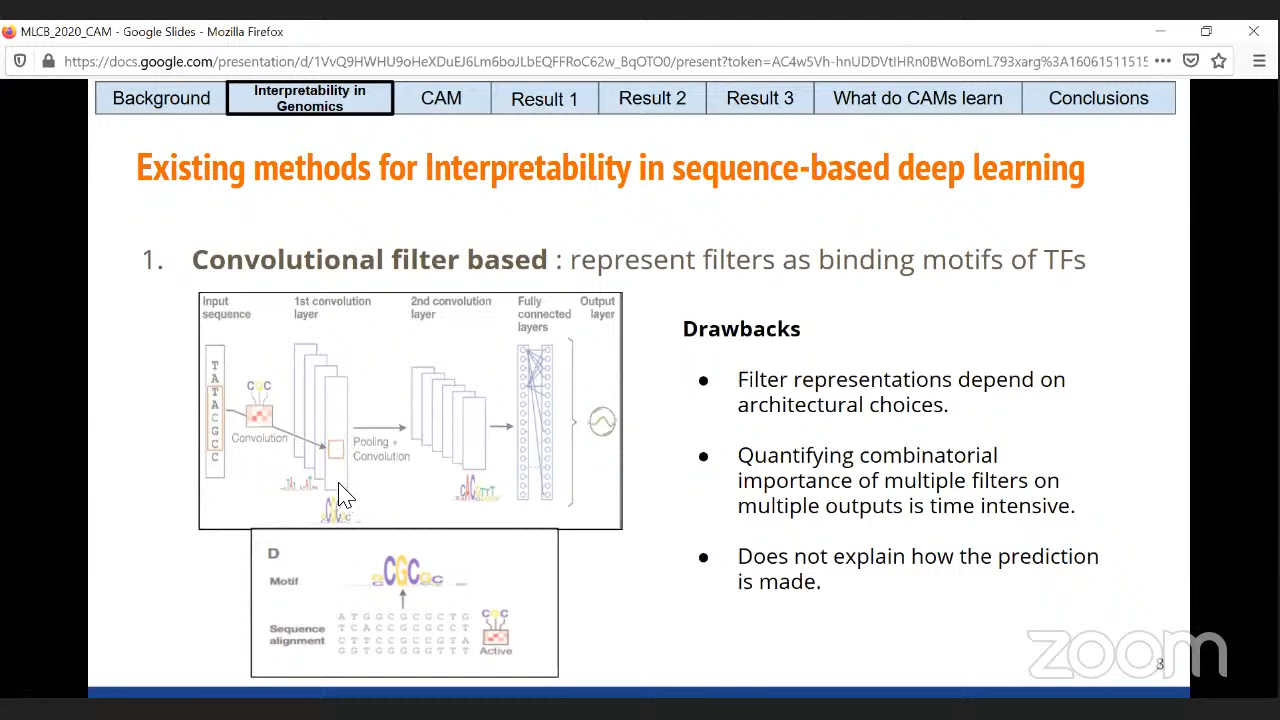 MLCB_2020_CAM - Google Slides - Mozilla Firefox
https://docs.google.com/presentation/d/1VvQ9HWHU9oHeXDuEJ6Lm6boJLbEQFFRoC62w_BqOTO0/present?token=AC4w5Vh-hnUDDVtIHRn0BWoBomL793xarg%3A16061511515
Background
Interpretability in
Genomics
CAM
Result 1
Result 2
Result 3
What do CAMs learn
Conclusions
Existing methods for Interpretability in sequence-based deep learning
1. Convolutional filter based : represent filters as binding motifs of TFs
Input
sequence
1st convolution
layer
2nd convolution
layer
Fully
connected
layers
Output
layer
T
A
T
A
C
G
C
C
CGC
Convolution
Pooling +
Convolution
D
Motif
CGC
Sequence
alignment
A T G G C G C G C T G
T C A C C G C G C C T
C T T C G C C G T A
G G T G G G G G T T T
CGC
Active
Drawbacks
● Filter representations depend on
architectural choices.
● Quantifying combinatorial
importance of multiple filters on
multiple outputs is time intensive.
● Does not explain how the prediction
is made.
zoom
8